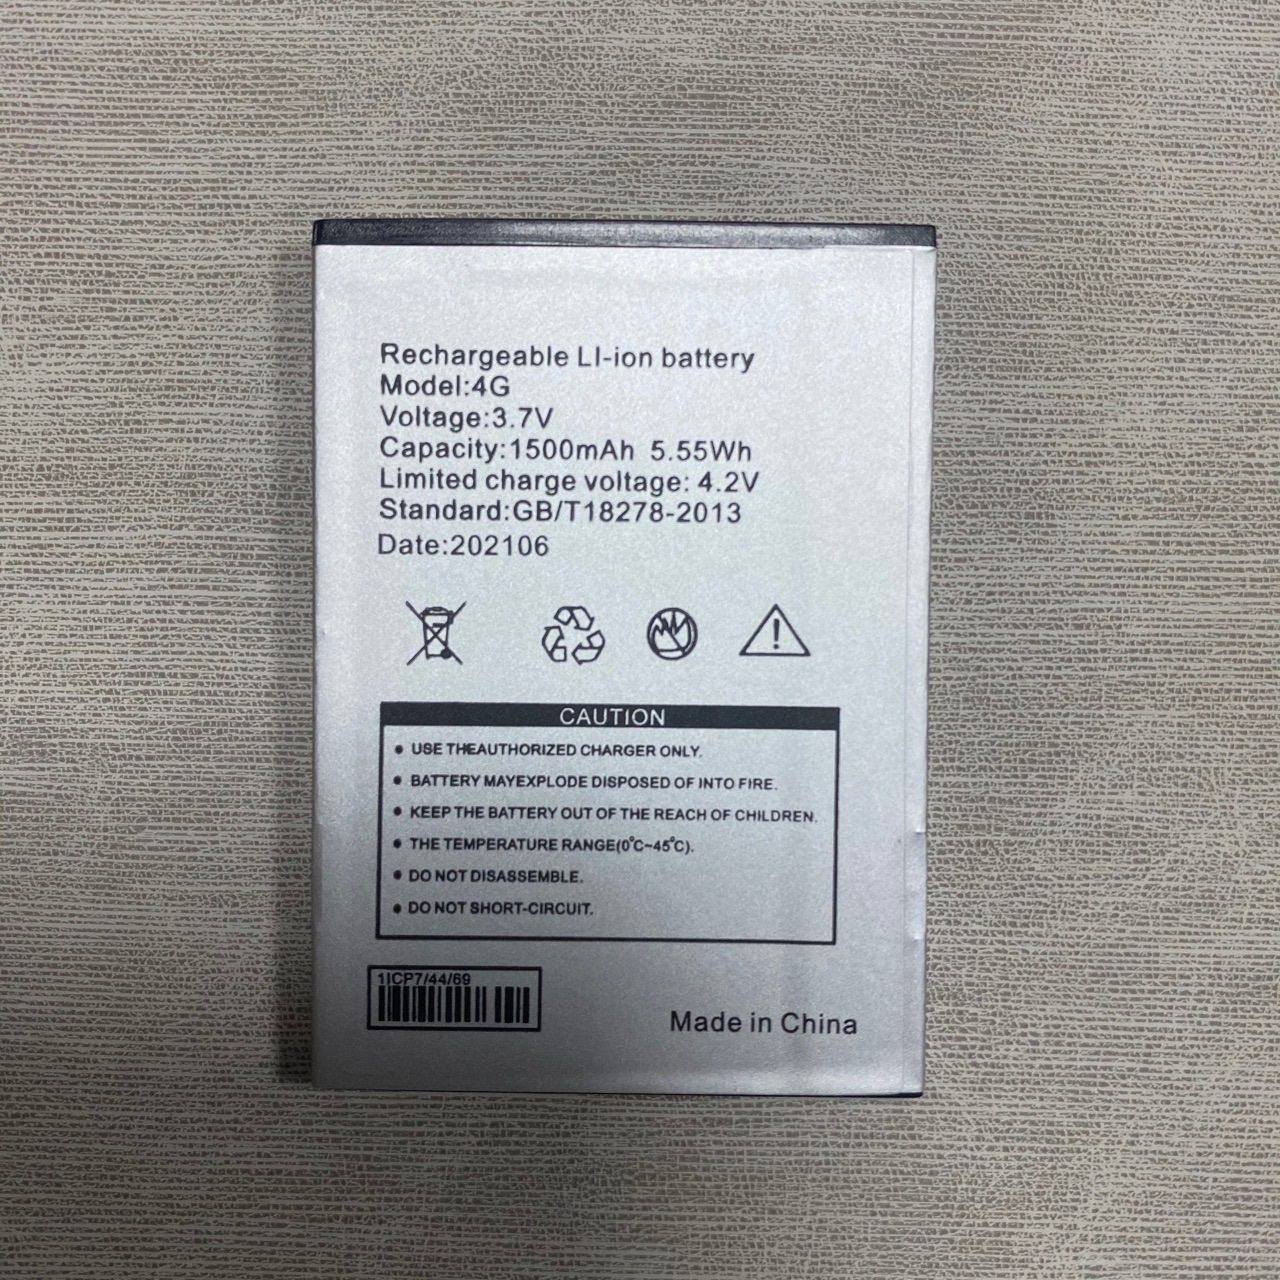 Rechargeable LI-ion battery
Model:4G
Voltage:3.7V
Capacity:1500mAh 5.55Wh
Limited charge voltage: 4.2V
Standard:GB/T18278-2013
Date:202106
CAUTION
● USE THEAUTHORIZED CHARGER ONLY.
● BATTERY MAYEXPLODE DISPOSED OF INTO FIRE.
● KEEP THE BATTERY OUT OF THE REACH OF CHILDREN.
● THE TEMPERATURE RANGE(0℃~45℃).
● DO NOT DISASSEMBLE.
● DO NOT SHORT-CIRCUIT.
1ICP7/44/69
Made in China